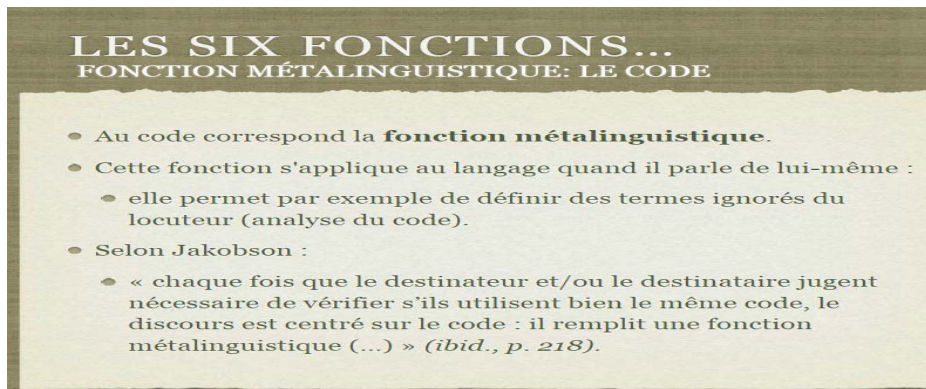 LES SIX FONCTIONS...
FONCTION MÉTALINGUISTIQUE: LE CODE
Au code correspond la fonction métalinguistique.
Cette fonction s'applique au langage quand il parle de lui-même :
elle permet par exemple de définir des termes ignorés du
locuteur (analyse du code).
Selon Jakobson :
« chaque fois que le destinateur et/ou le destinataire jugent
nécessaire de vérifier s’ils utilisent bien le même code, le
discours est centré sur le code : il remplit une fonction
métalinguistique (...) » (ibid., p. 218).